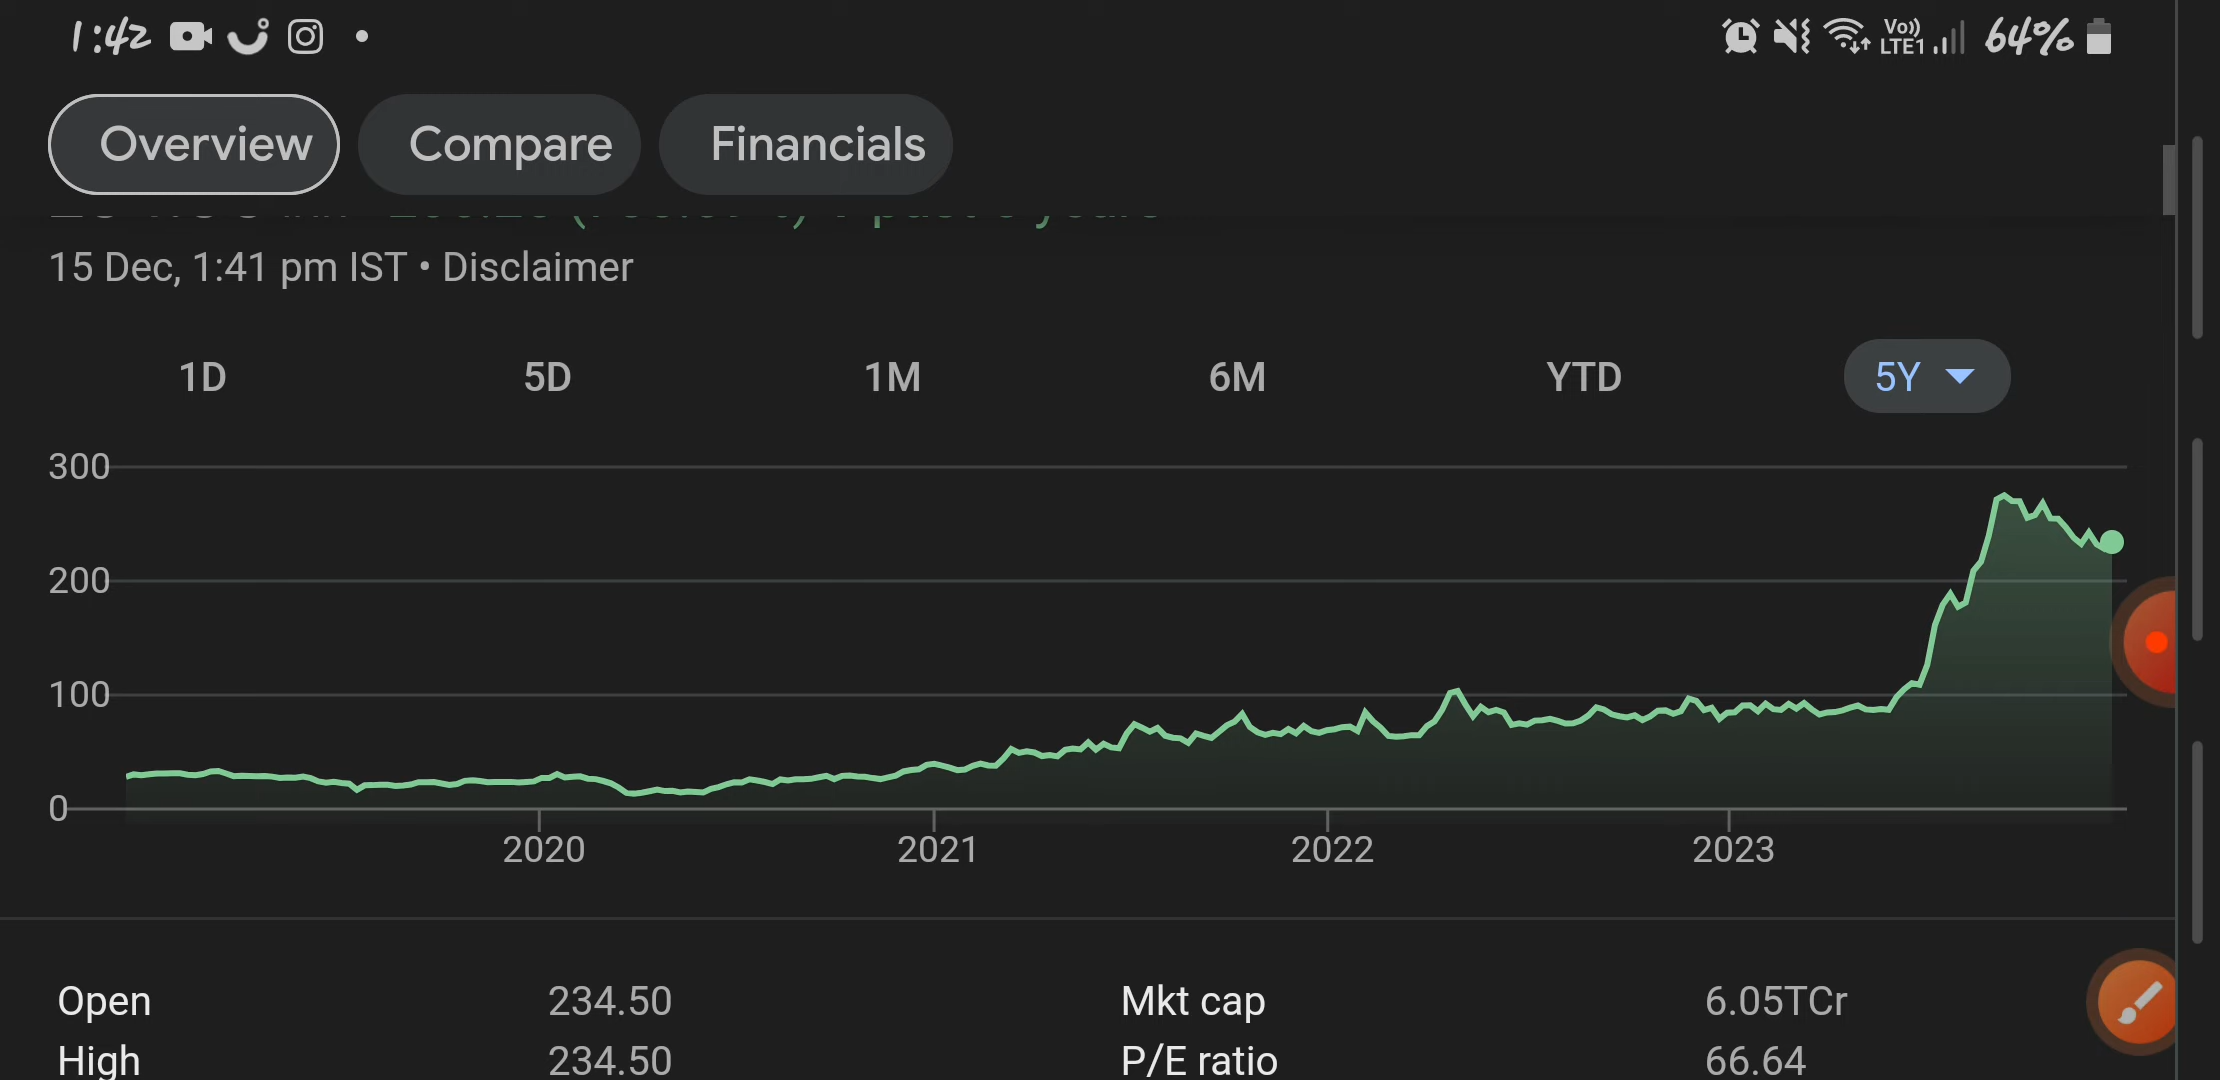 1:42 Vo)) LTE1 64%
Overview Compare Financials
15 Dec, 1:41 pm IST • Disclaimer
1D 5D 1M 6M YTD 5Y
300
200
100
0
2020 2021 2022 2023
Open 234.50 Mkt cap 6.05TCr
High 234.50 P/E ratio 66.64